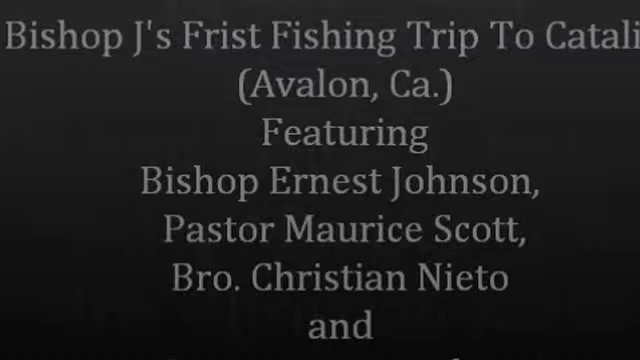 Bishop J's Frist Fishing Trip To Catali
(Avalon, Ca.)
Featuring
Bishop Ernest Johnson,
Pastor Maurice Scott,
Bro. Christian Nieto
and